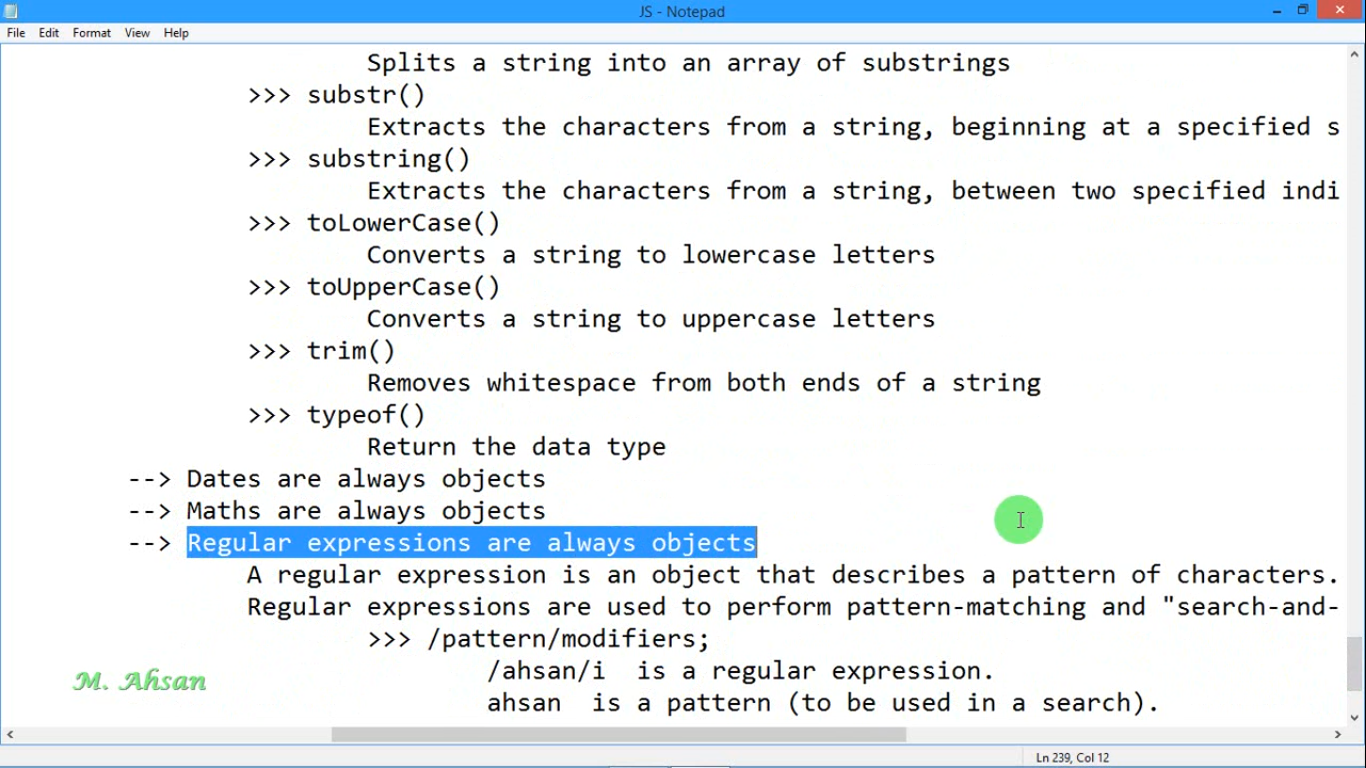 JS - Notepad
File Edit Format View Help
Splits a string into an array of substrings
>>> substr()
Extracts the characters from a string, beginning at a specified s
>>> substring()
Extracts the characters from a string, between two specified indi
>>> toLowerCase()
Converts a string to lowercase letters
>>> toUpperCase()
Converts a string to uppercase letters
>>> trim()
Removes whitespace from both ends of a string
>>> typeof()
Return the data type
--> Dates are always objects
--> Maths are always objects
--> Regular expressions are always objects
A regular expression is an object that describes a pattern of characters.
Regular expressions are used to perform pattern-matching and "search-and-
>>> /pattern/modifiers;
/ahsan/i  is a regular expression.
M. Ahsan
ahsan  is a pattern (to be used in a search).
Ln 239, Col 12